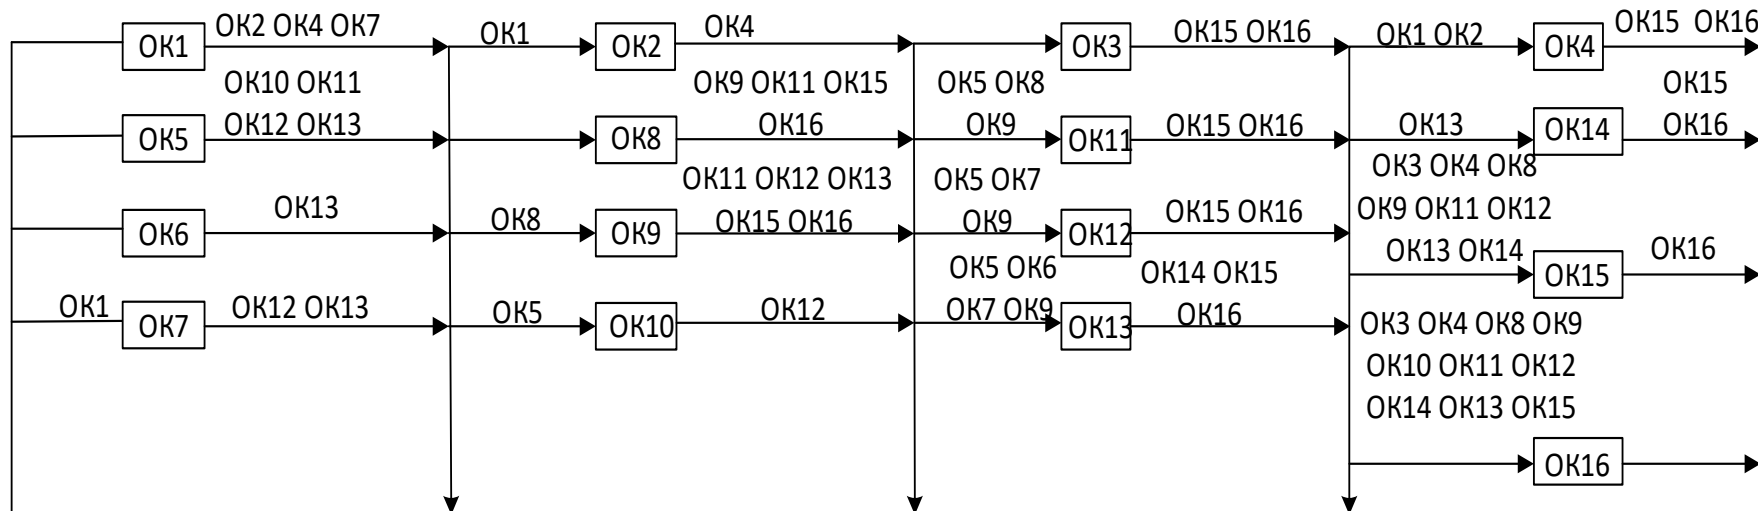 ОК1
ОК2 ОК4 ОК7
ОК1
ОК2
ОК4
ОК3
ОК15 ОК16
ОК1 ОК2
ОК4
ОК15 ОК16
ОК10 ОК11
ОК12 ОК13
ОК5
ОК8
ОК9 ОК11 ОК15
ОК16
ОК5 ОК8
ОК9
ОК11
ОК15 ОК16
ОК13
ОК14
ОК15
ОК16
ОК6
ОК13
ОК8
ОК9
ОК11 ОК12 ОК13
ОК15 ОК16
ОК5 ОК7
ОК9
ОК12
ОК15 ОК16
ОК3 ОК4 ОК8
ОК9 ОК11 ОК12
ОК13 ОК14
ОК15
ОК16
ОК1
ОК7
ОК12 ОК13
ОК5
ОК10
ОК12
ОК5 ОК6
ОК7 ОК9
ОК13
ОК14 ОК15
ОК16
ОК3 ОК4 ОК8 ОК9
ОК10 ОК11 ОК12
ОК14 ОК13 ОК15
ОК16